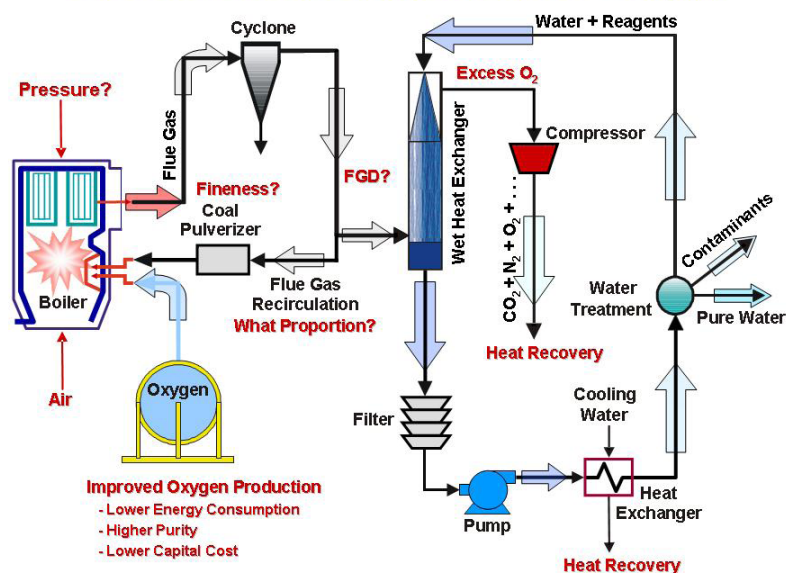 Water + Reagents
Cyclone
Pressure?
Excess O2
Compressor
Flue Gas
Fineness?
FGD?
Coal
Pulverizer
Wet Heat Exchanger
CO2 + N2 + O2 + . . . .
Contaminants
Boiler
Flue Gas
Recirculation
What Proportion?
Water
Treatment
Pure Water
Heat Recovery
Air
Oxygen
Filter
Cooling
Water
Improved Oxygen Production
- Lower Energy Consumption
- Higher Purity
- Lower Capital Cost
Pump
Heat
Exchanger
Heat Recovery